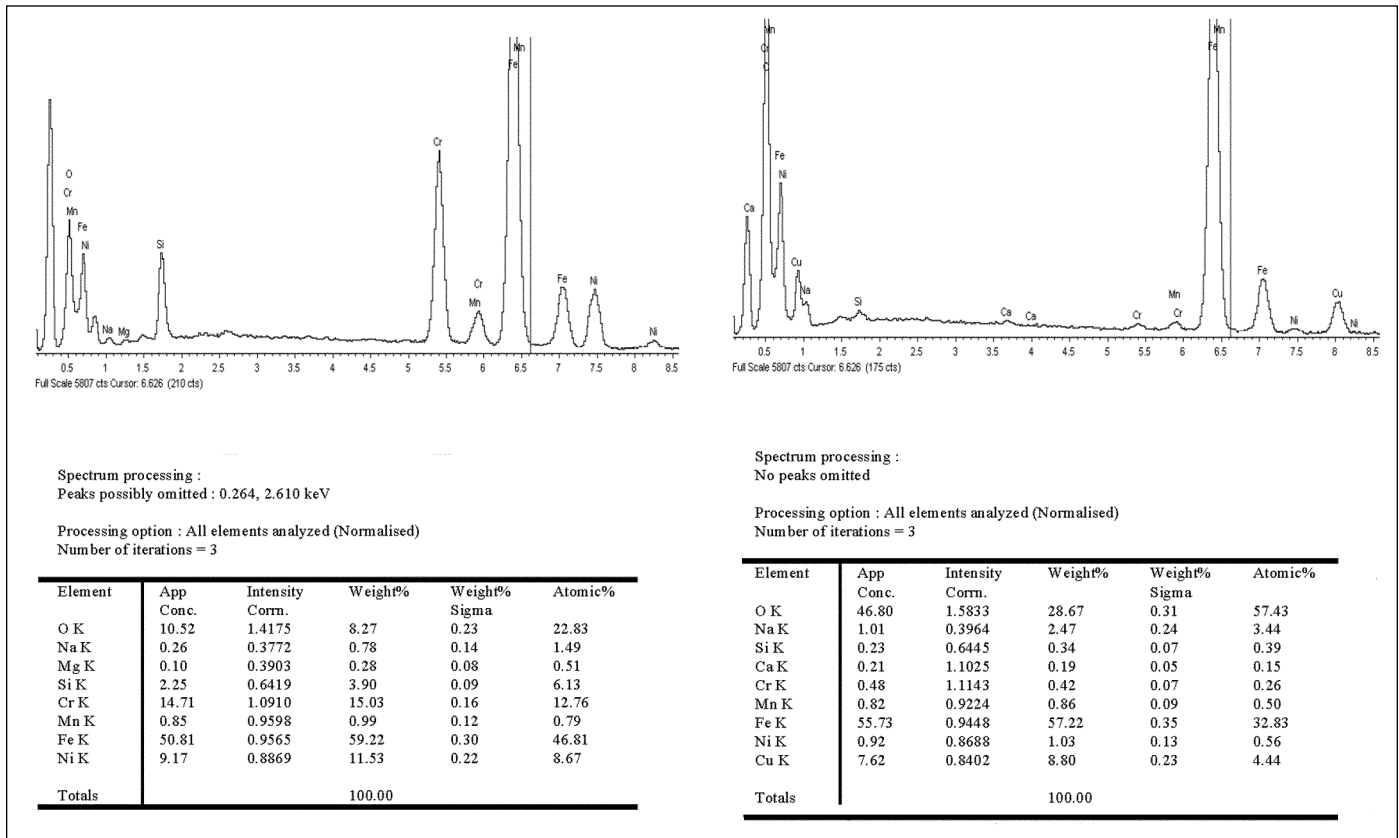 O
Cr
Mn
Fe
Ni
Na Mg
Si
Cr
Cr
Mn
Mn
Fe
Fe
Ni
Ni
0.5 1 1.5 2 2.5 3 3.5 4 4.5 5 5.5 6 6.5 7 7.5 8 8.5
Full Scale 5807 cts Cursor: 6.626 (210 cts)
Spectrum processing :
Peaks possibly omitted : 0.264, 2.610 keV
Processing option : All elements analyzed (Normalised)
Number of iterations = 3
Element App Intensity Weight% Weight% Atomic%
Conc. Corrn. Sigma
O K 10.52 1.4175 8.27 0.23 22.83
Na K 0.26 0.3772 0.78 0.14 1.49
Mg K 0.10 0.3903 0.28 0.08 0.51
Si K 2.25 0.6419 3.90 0.09 6.13
Cr K 14.71 1.0910 15.03 0.16 12.76
Mn K 0.85 0.9598 0.99 0.12 0.79
Fe K 50.81 0.9565 59.22 0.30 46.81
Ni K 9.17 0.8869 11.53 0.22 8.67
Totals 100.00
Mn
Cr
Ca
Fe
Ni
Cu
Na
Si
Ca Ca
Cr
Mn
Cr
Mn
Fe
Fe
Ni
Cu
Ni
0.5 1 1.5 2 2.5 3 3.5 4 4.5 5 5.5 6 6.5 7 7.5 8 8.5
Full Scale 5807 cts Cursor: 6.626 (175 cts)
Spectrum processing :
No peaks omitted
Processing option : All elements analyzed (Normalised)
Number of iterations = 3
Element App Intensity Weight% Weight% Atomic%
Conc. Corrn. Sigma
O K 46.80 1.5833 28.67 0.31 57.43
Na K 1.01 0.3964 2.47 0.24 3.44
Si K 0.23 0.6445 0.34 0.07 0.39
Ca K 0.21 1.1025 0.19 0.05 0.15
Cr K 0.48 1.1143 0.42 0.07 0.26
Mn K 0.82 0.9224 0.86 0.09 0.50
Fe K 55.73 0.9448 57.22 0.35 32.83
Ni K 0.92 0.8688 1.03 0.13 0.56
Cu K 7.62 0.8402 8.80 0.23 4.44
Totals 100.00